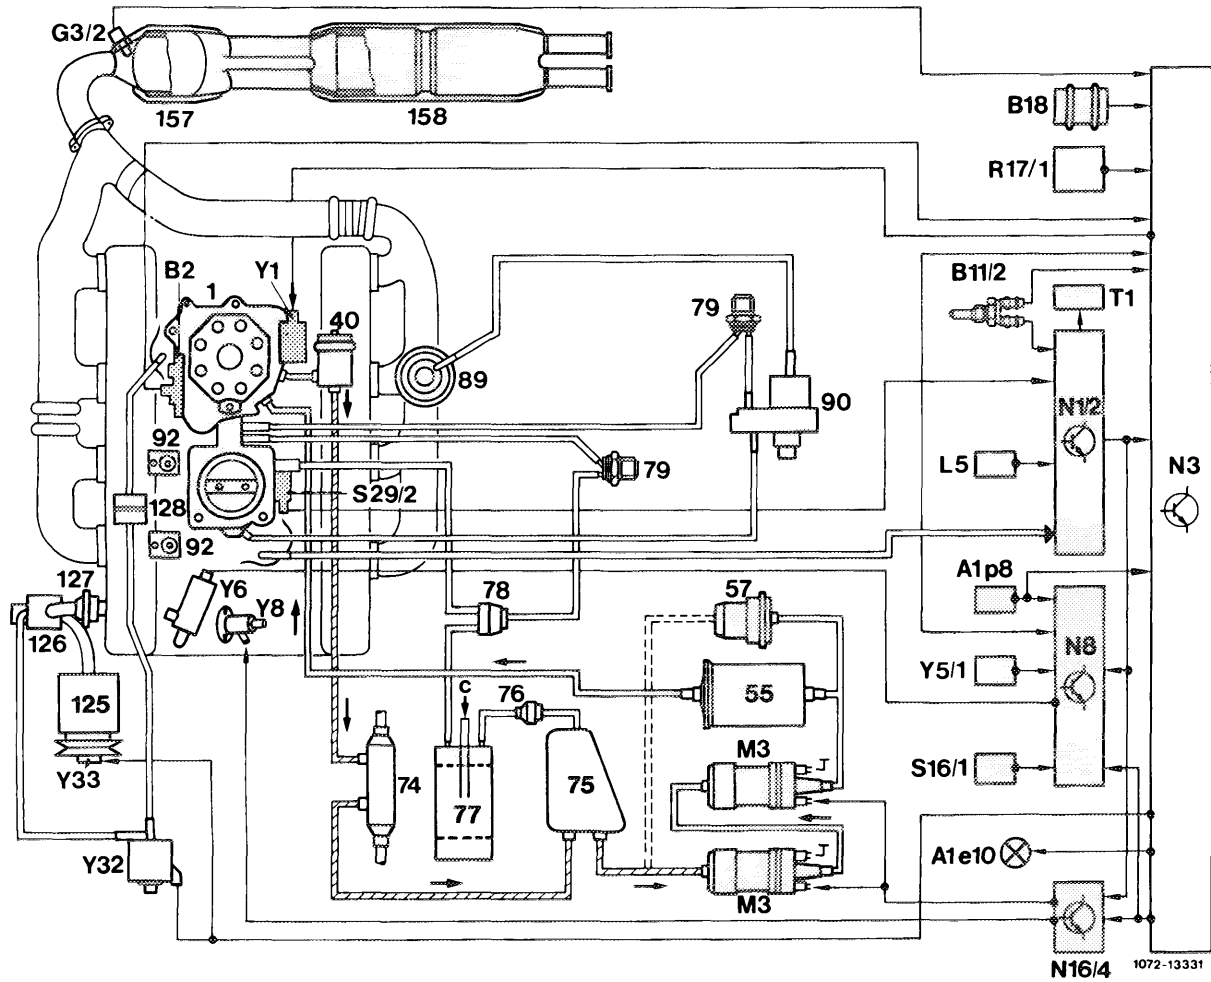 G3/2
157
158
B18
R17/1
B2
1
Y1
40
B11/2
T1
79
89
90
N1/2
92
79
L5
N3
S29/2
128
92
A1p8
127
Y6
Y8
78
57
126
N8
Y5/1
125
c
76
55
M3
S16/1
Y33
74
77
75
Y32
A1e10
M3
N16/4
1072-13331